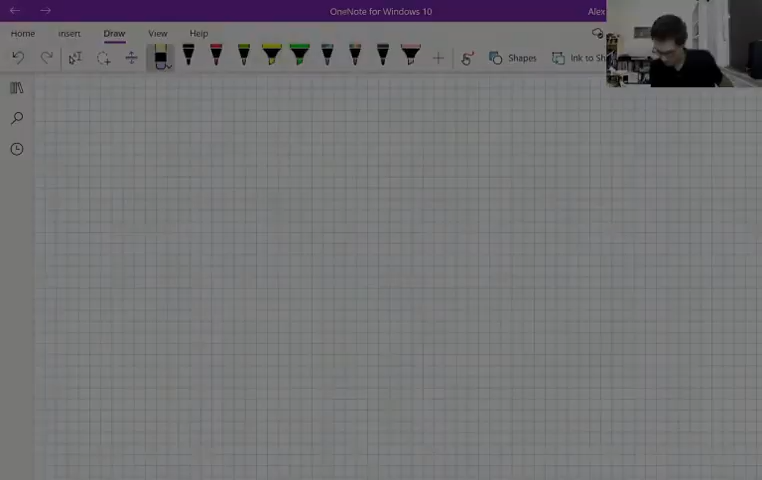 OneNote for Windows 10
Alex
Home
Insert
Draw
View
Help
Shapes
Ink to Sh